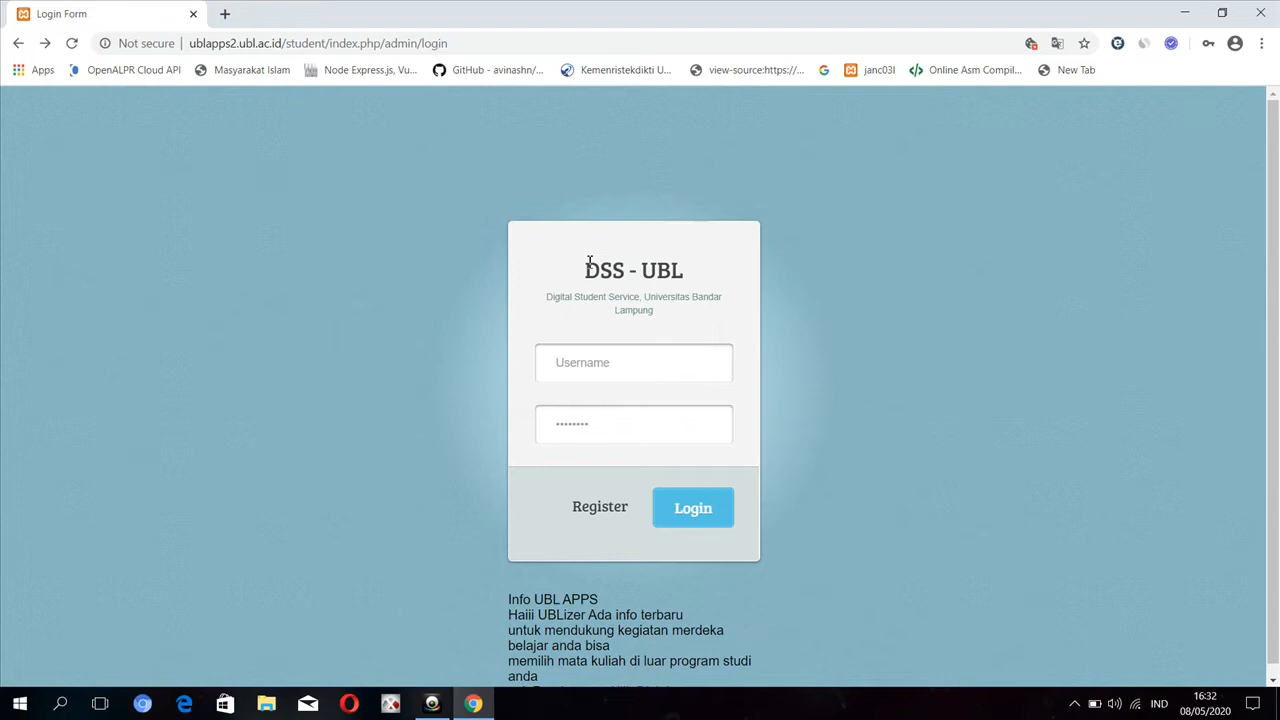 Login Form
Not secure
ublapps2.ubl.ac.id/student/index.php/admin/login
Apps
OpenALPR Cloud API
Masyarakat Islam
Node Express.js, Vu...
GitHub - avinashn/...
Kemenristekdikti U...
view-source:https://...
janc03l
Online Asm Compil...
New Tab
DSS - UBL
Digital Student Service, Universitas Bandar
Lampung
Username
Register
Login
Info UBL APPS
Haiii UBLizer Ada info terbaru
untuk mendukung kegiatan merdeka
belajar anda bisa
memilih mata kuliah di luar program studi
anda
IND
16:32
08/05/2020